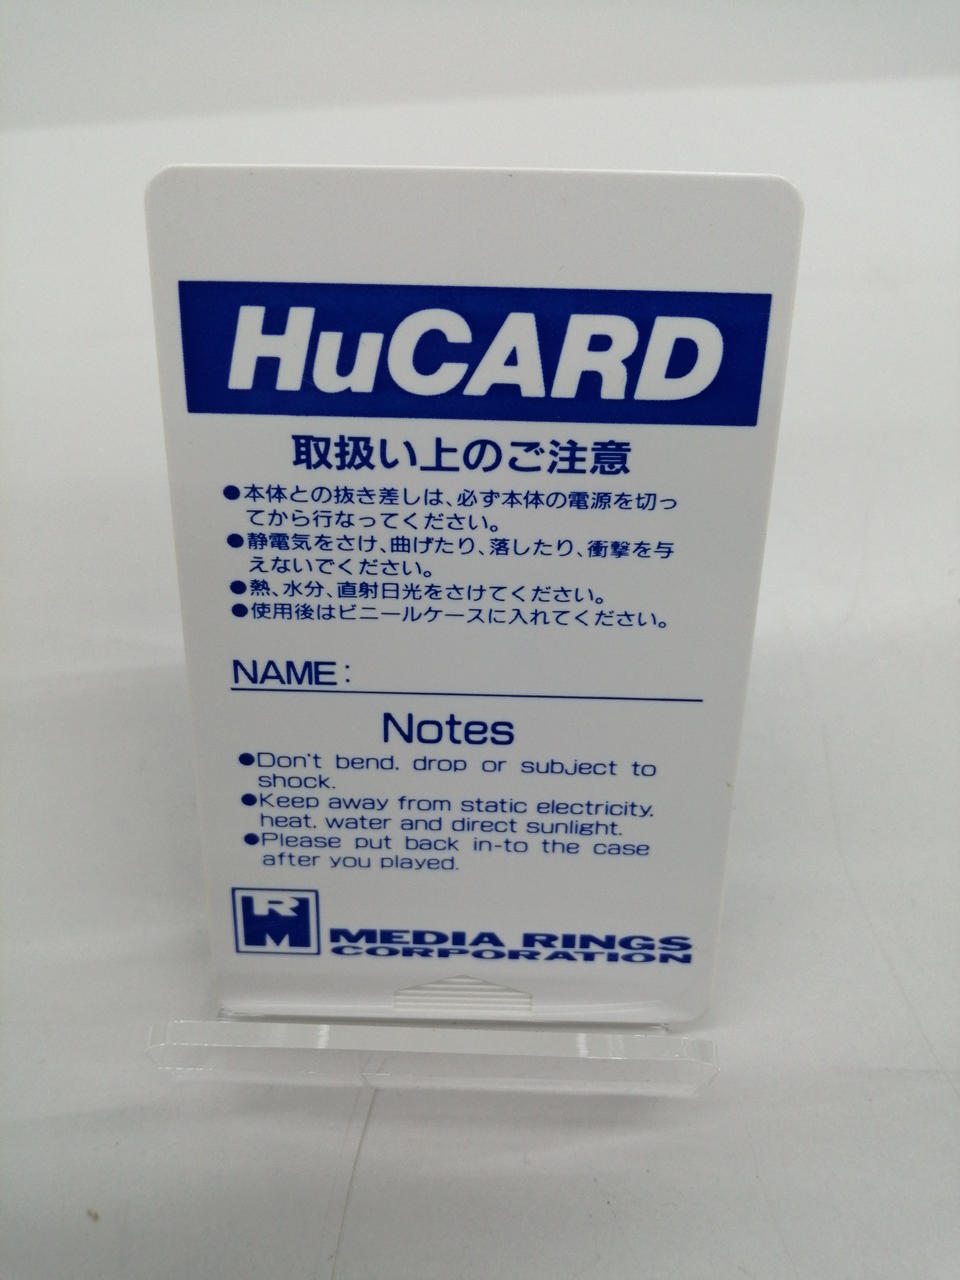 HuCARD
取扱い上のご注意
●本体との抜き差しは、必ず本体の電源を切っ
てから行なってください。
●静電気をさけ、曲げたり、落したり、衝撃を与
えないでください。
●熱、水分、直射日光をさけてください。
●使用後はビニールケースに入れてください。
NAME:
Notes
●Don't bend, drop or subject to
shock.
●Keep away from static electricity,
heat, water and direct sunlight.
●Please put back in-to the case
after you played.
RM
MEDIA RINGS
CORPORATION